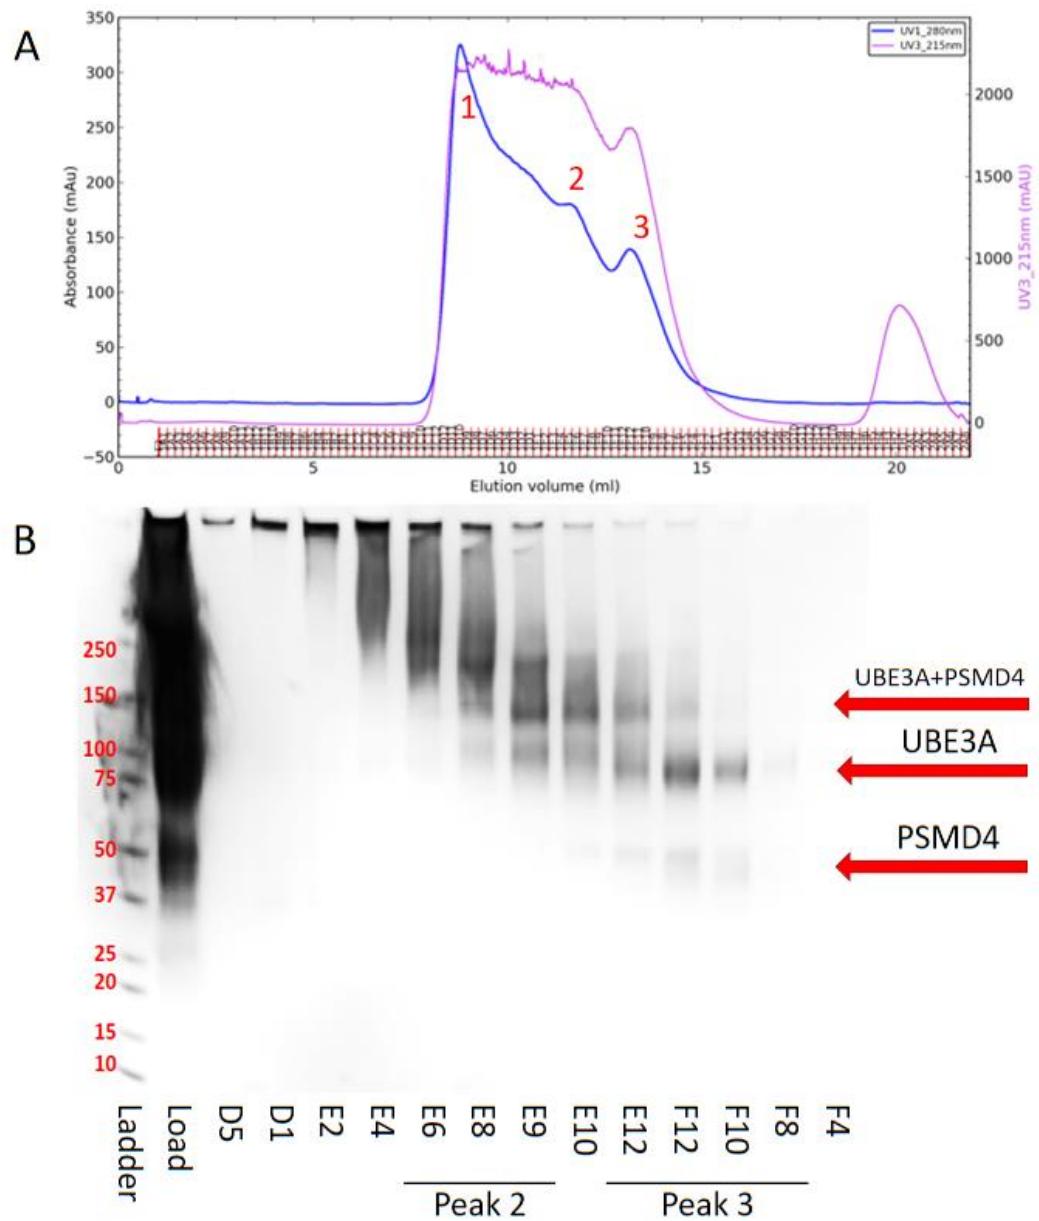 A
350
300
250
200
150
100
50
0
−50
Absorbance (mAu)
UV1_280nm
UV3_215nm
1
2
3
2000
1500
1000
500
0
UV3_215nm (mAU)
0
5
10
15
20
Elution volume (ml)
B
250
150
100
75
50
37
25
20
15
10
UBE3A+PSMD4
UBE3A
PSMD4
Ladder
Load
D5
D1
E2
E4
E6
E8
E9
E10
E12
F12
F10
F8
F4
Peak 2
Peak 3